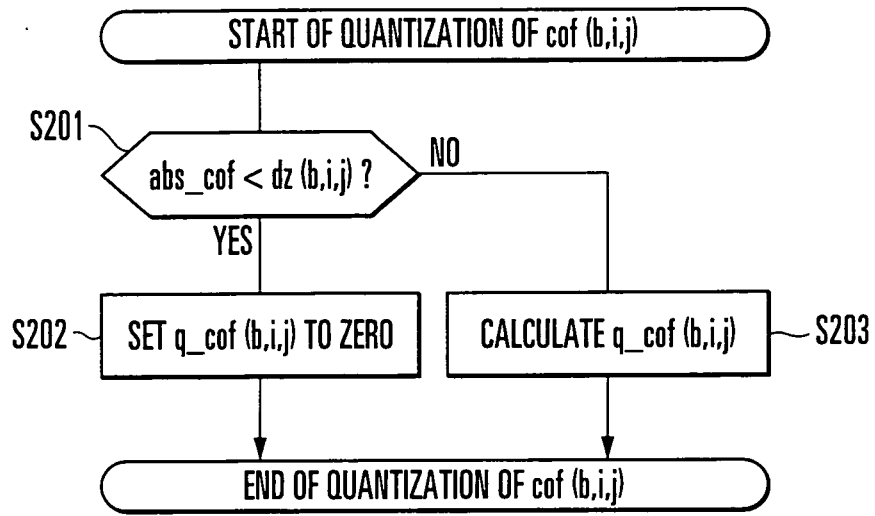 START OF QUANTIZATION OF cof (b,i,j)
S201
abs_cof < dz (b,i,j) ?
NO
YES
S202
SET q_cof (b,i,j) TO ZERO
CALCULATE q_cof (b,i,j)
S203
END OF QUANTIZATION OF cof (b,i,j)